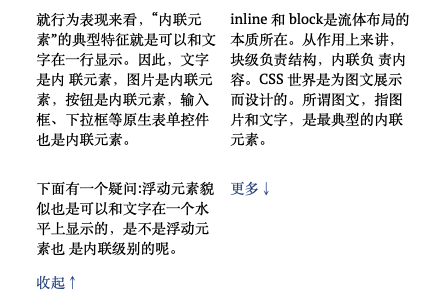 就行为表现来看，“内联元
素”的典型特征就是可以和文
字在一行显示。因此，文字
是内 联元素，图片是内联元
素，按钮是内联元素，输入
框、下拉框等原生表单控件
也是内联元素。
下面有一个疑问:浮动元素貌
似也是可以和文字在一个水
平上显示的，是不是浮动元
素也 是内联级别的呢。
收起↑
inline 和 block是流体布局的
本质所在。从作用上来讲，
块级负责结构，内联负 责内
容。CSS 世界是为图文展示
而设计的。所谓图文，指图
片和文字，是最典型的内联
元素。
更多↓